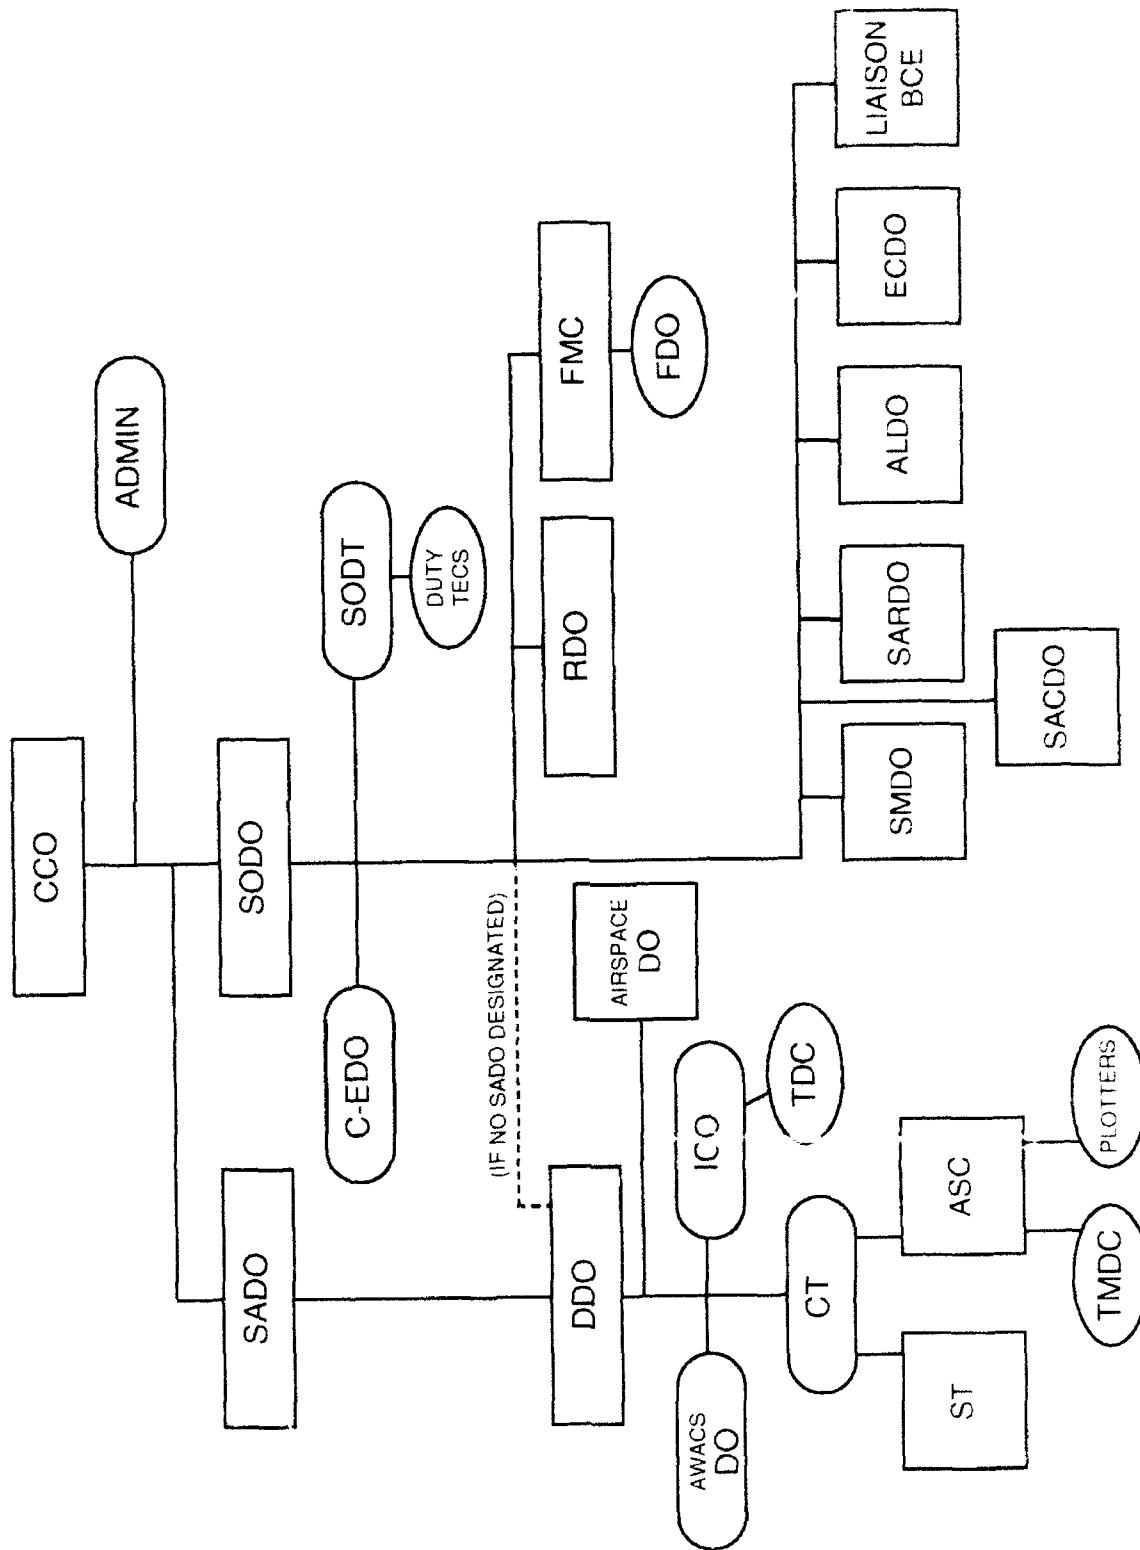 CCO
ADMIN
SADO
SODO
C-EDO
SODT
DUTY
TECS
(IF NO SADO DESIGNATED)
DDO
RDO
FMC
FDO
AIRSPACE
DO
AWACS
DO
ICO
TDC
CT
ST
ASC
TMDC
PLOTTERS
SMDO
SACDO
SARDO
ALDO
ECDO
LIAISON
BCE